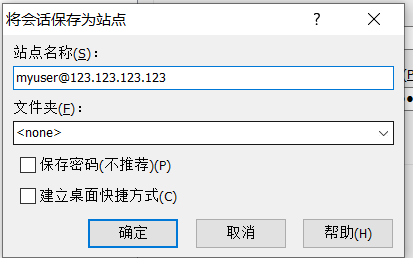 将会话保存为站点
站点名称(S)：
myuser@123.123.123.123
文件夹(F)：
<none>
保存密码(不推荐)(P)
建立桌面快捷方式(C)
确定
取消
帮助(H)
(P